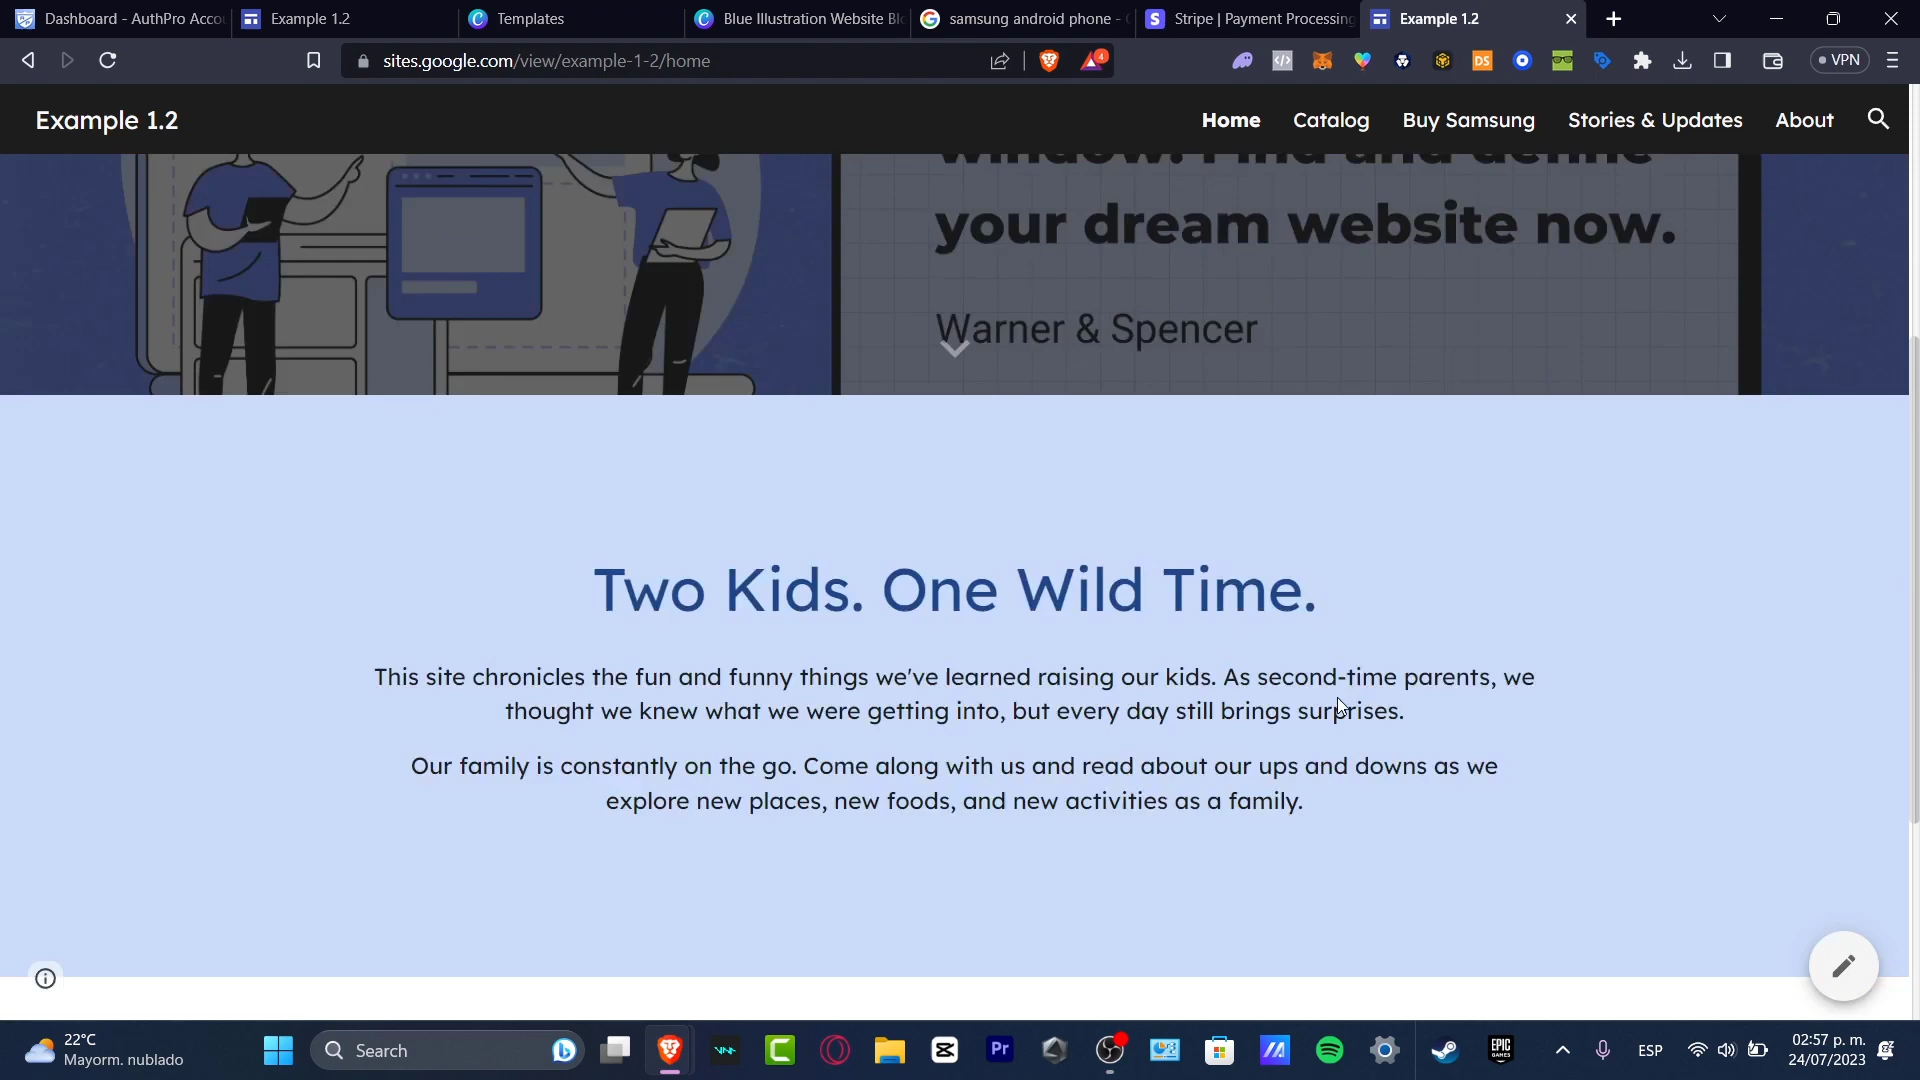 Dashboard - AuthPro Acco
Example 1.2
Templates
Blue Illustration Website Bl
samsung android phone -
Stripe | Payment Processing
Example 1.2
sites.google.com/view/example-1-2/home
4
DS
VPN
Example 1.2
Home
Catalog
Buy Samsung
Stories & Updates
About
your dream website now.
Warner & Spencer
Two Kids. One Wild Time.
This site chronicles the fun and funny things we've learned raising our kids. As second-time parents, we
thought we knew what we were getting into, but every day still brings surprises.
Our family is constantly on the go. Come along with us and read about our ups and downs as we
explore new places, new foods, and new activities as a family.
22°C
Mayorm. nublado
Search
Pr
EPIC
GAMES
ESP
02:57 p. m.
24/07/2023